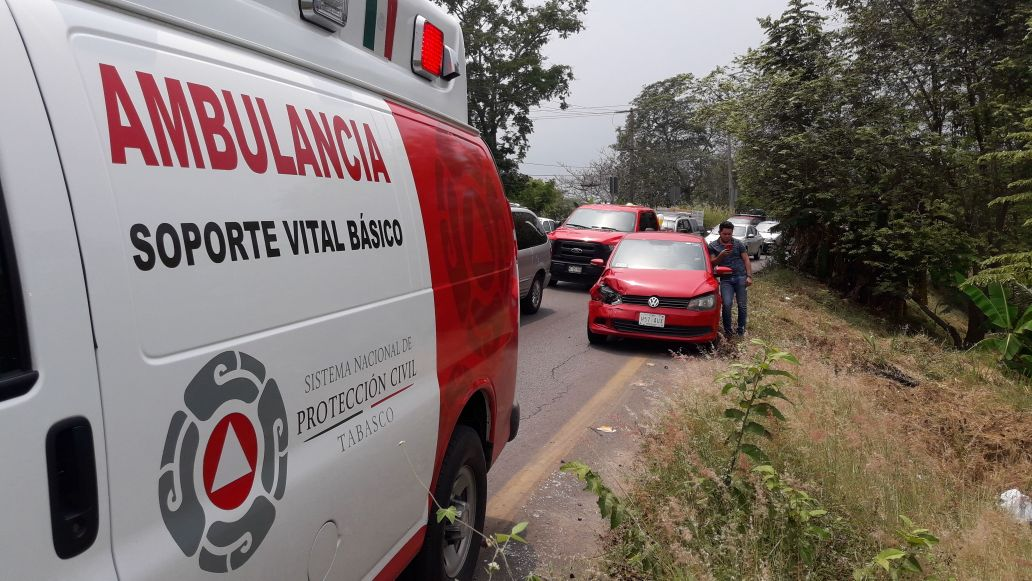 AMBULANCIA
SOPORTE VITAL BÁSICO
SISTEMA NACIONAL DE
PROTECCIÓN CIVIL
TABASCO